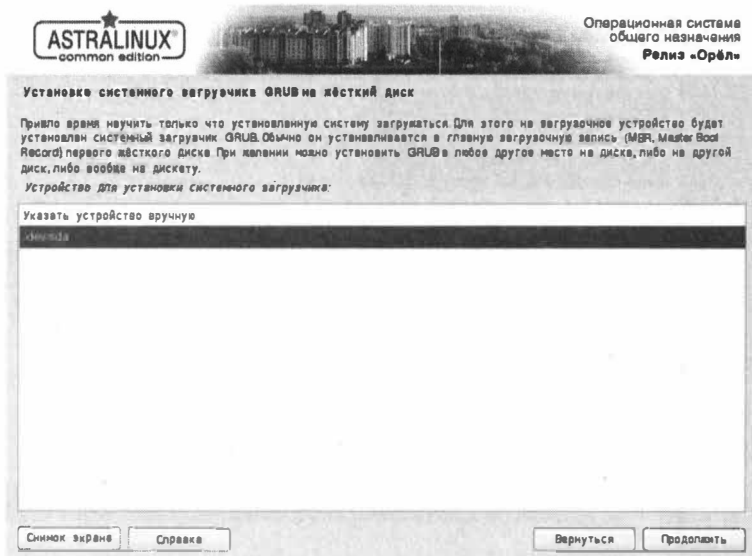 ASTRALINUX®
common edition
Операционная система
общего назначения
Релиз «Орёл»
Установка системного загрузчика GRUB на жёсткий диск
Пришло время научить только что установленную систему загружаться. Для этого на загрузочное устройство будет
установлен системный загрузчик GRUB. Обычно он устанавливается в главную загрузочную запись (MBR, Master Boot
Record) первого жёсткого диска. При желании можно установить GRUB в любое другое место на диске, либо на другой
диск, либо вообще на дискету.
Устройство для установки системного загрузчика:
Указать устройство вручную
/dev/sda
Снимок экрана
Справка
Вернуться
Продолжить